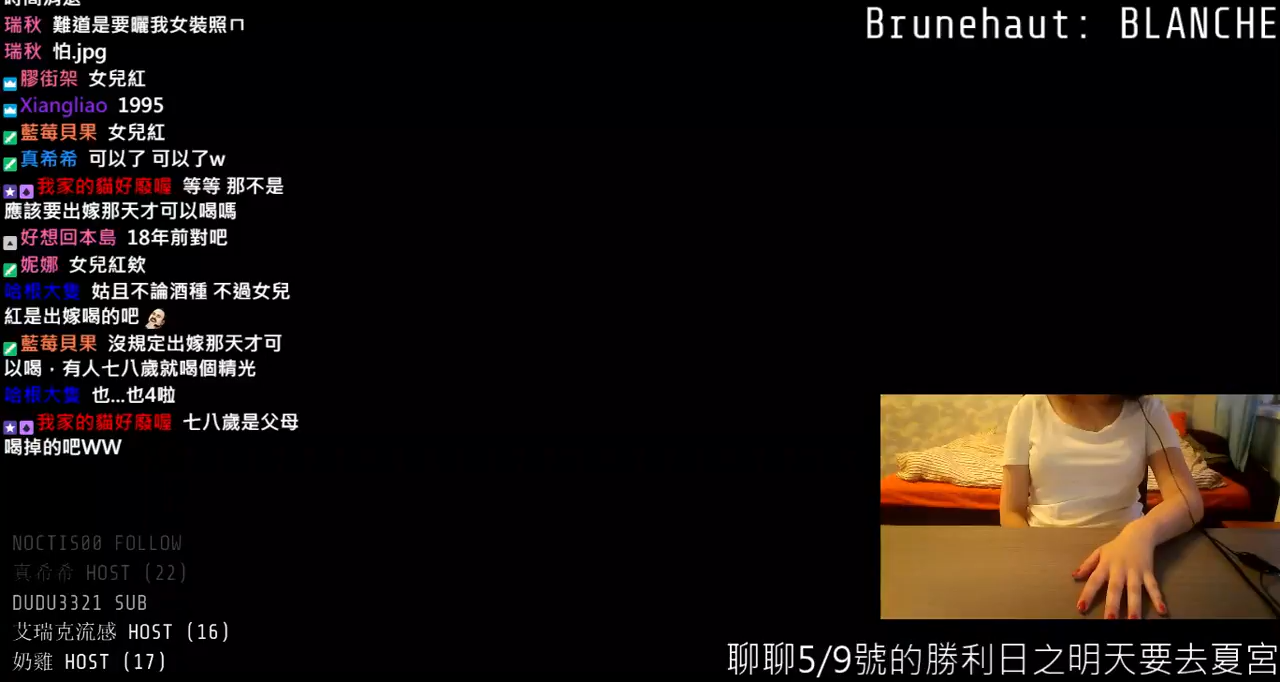 瑞秋 難道是要曬我女裝照ㄇ
瑞秋 怕.jpg
膠街架 女兒紅
Xiangliao 1995
藍莓貝果 女兒紅
真希希 可以了 可以了w
我家的貓好廢喔 等等 那不是
應該要出嫁那天才可以喝嗎
好想回本島 18年前對吧
妮娜 女兒紅欸
哈根大隻 姑且不論酒種 不過女兒
紅是出嫁喝的吧
藍莓貝果 沒規定出嫁那天才可
以喝，有人七八歲就喝個精光
哈根大隻 也...也4啦
我家的貓好廢喔 七八歲是父母
喝掉的吧WW
NOCTIS00 FOLLOW
真希希 HOST (22)
DUDU3321 SUB
艾瑞克流感 HOST (16)
奶雞 HOST (17)
Brunehaut: BLANCHE
聊聊5/9號的勝利日之明天要去夏宮